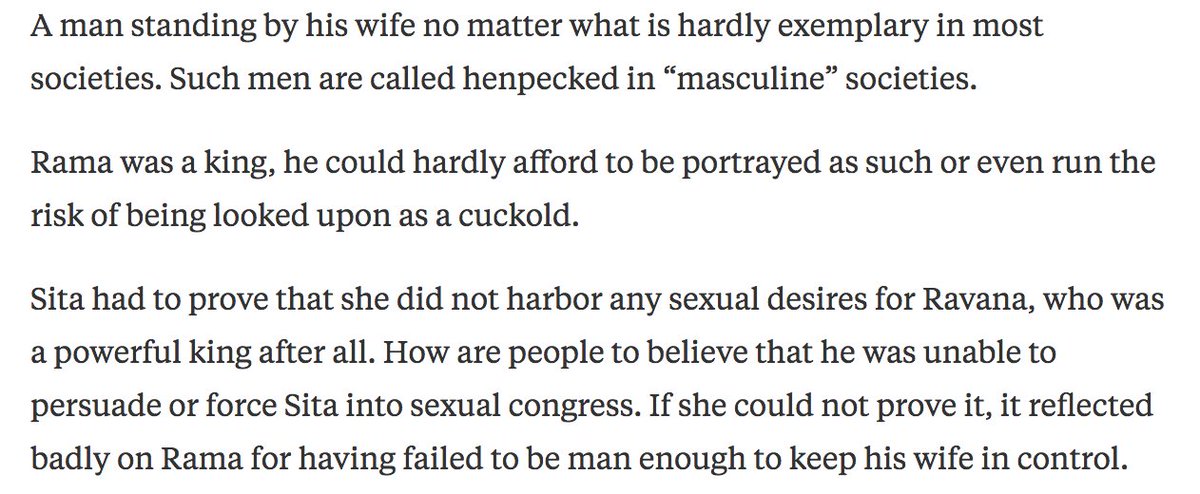 A man standing by his wife no matter what is hardly exemplary in most
societies. Such men are called henpecked in “masculine” societies.
Rama was a king, he could hardly afford to be portrayed as such or even run the
risk of being looked upon as a cuckold.
Sita had to prove that she did not harbor any sexual desires for Ravana, who was
a powerful king after all. How are people to believe that he was unable to
persuade or force Sita into sexual congress. If she could not prove it, it reflected
badly on Rama for having failed to be man enough to keep his wife in control.